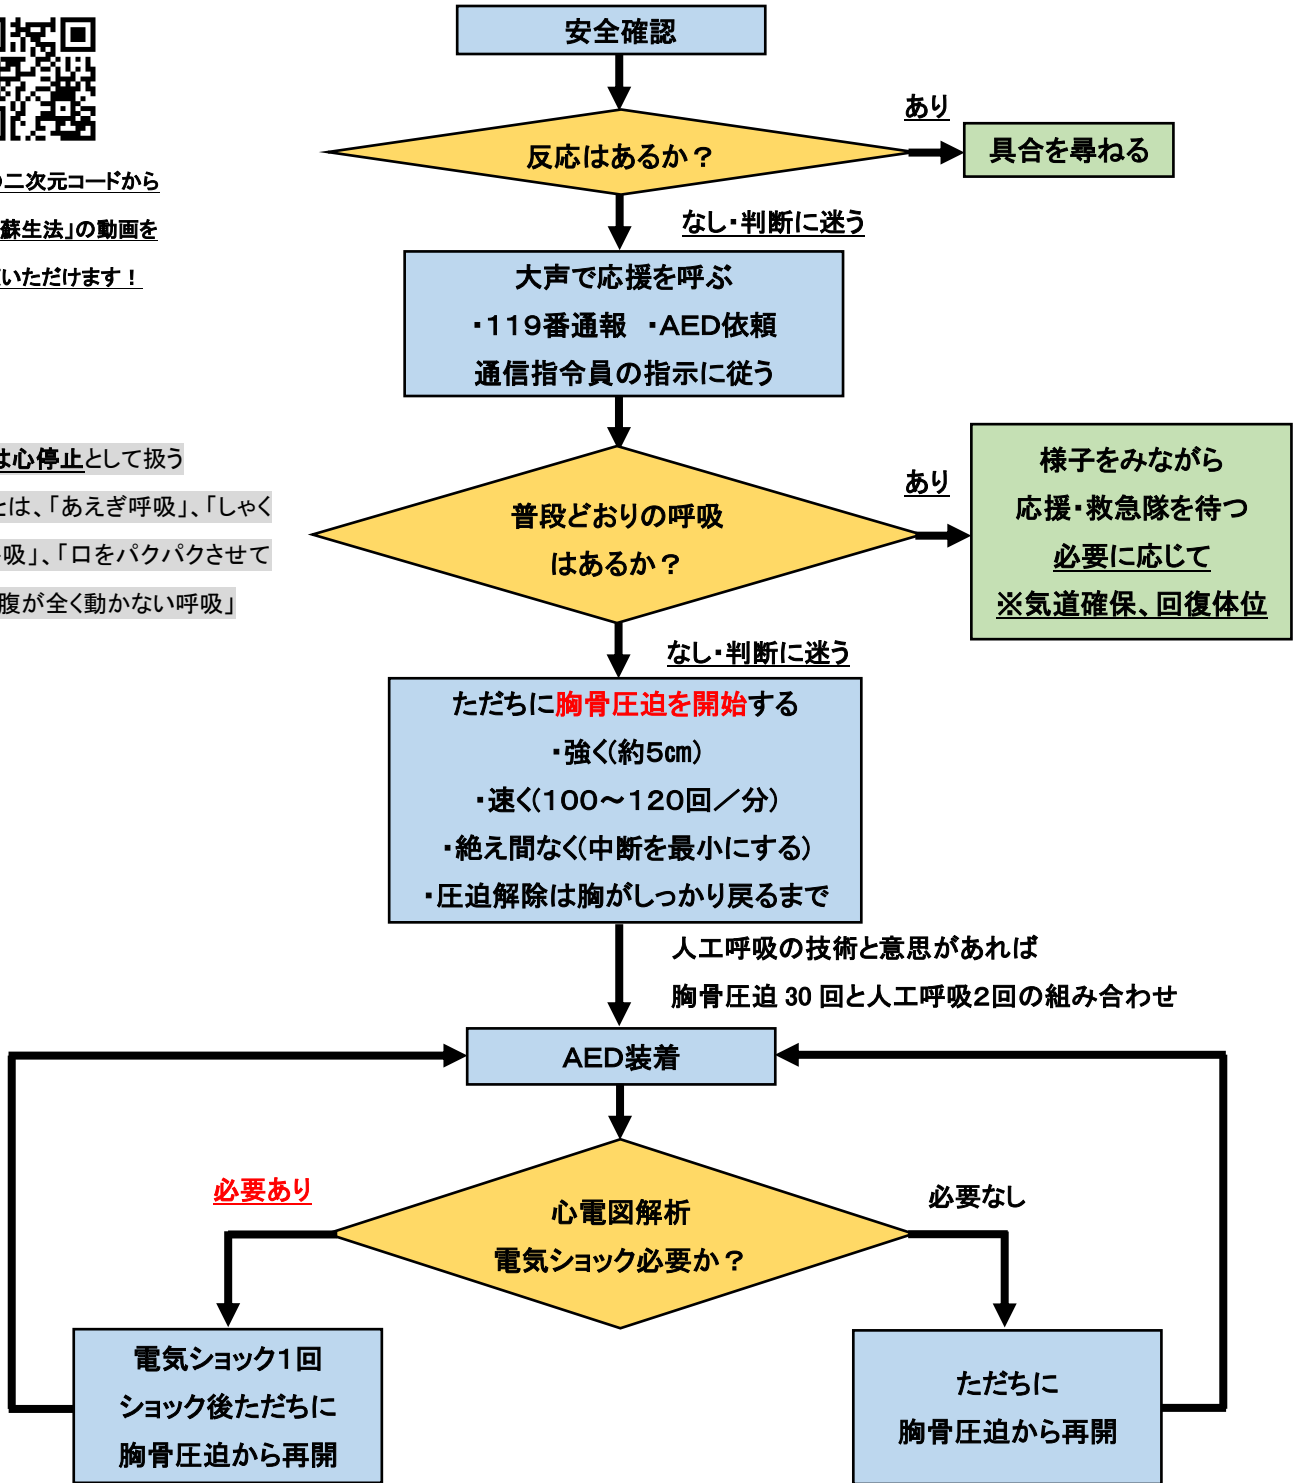 安全確認
反応はあるか？
あり
具合を尋ねる
の二次元コードから
蘇生法」の動画を
いただけます！
なし・判断に迷う
大声で応援を呼ぶ
・119番通報　・AED依頼
通信指令員の指示に従う
は心停止として扱う
とは、「あえぎ呼吸」、「しゃく
吸」、「口をパクパクさせて
腹が全く動かない呼吸」
普段どおりの呼吸
はあるか？
あり
様子をみながら
応援・救急隊を待つ
必要に応じて
※気道確保、回復体位
なし・判断に迷う
ただちに胸骨圧迫を開始する
・強く(約5㎝)
・速く(100～120回／分)
・絶え間なく(中断を最小にする)
・圧迫解除は胸がしっかり戻るまで
人工呼吸の技術と意思があれば
胸骨圧迫 30 回と人工呼吸2回の組み合わせ
AED装着
心電図解析
電気ショック必要か？
必要あり
必要なし
電気ショック1回
ショック後ただちに
胸骨圧迫から再開
ただちに
胸骨圧迫から再開